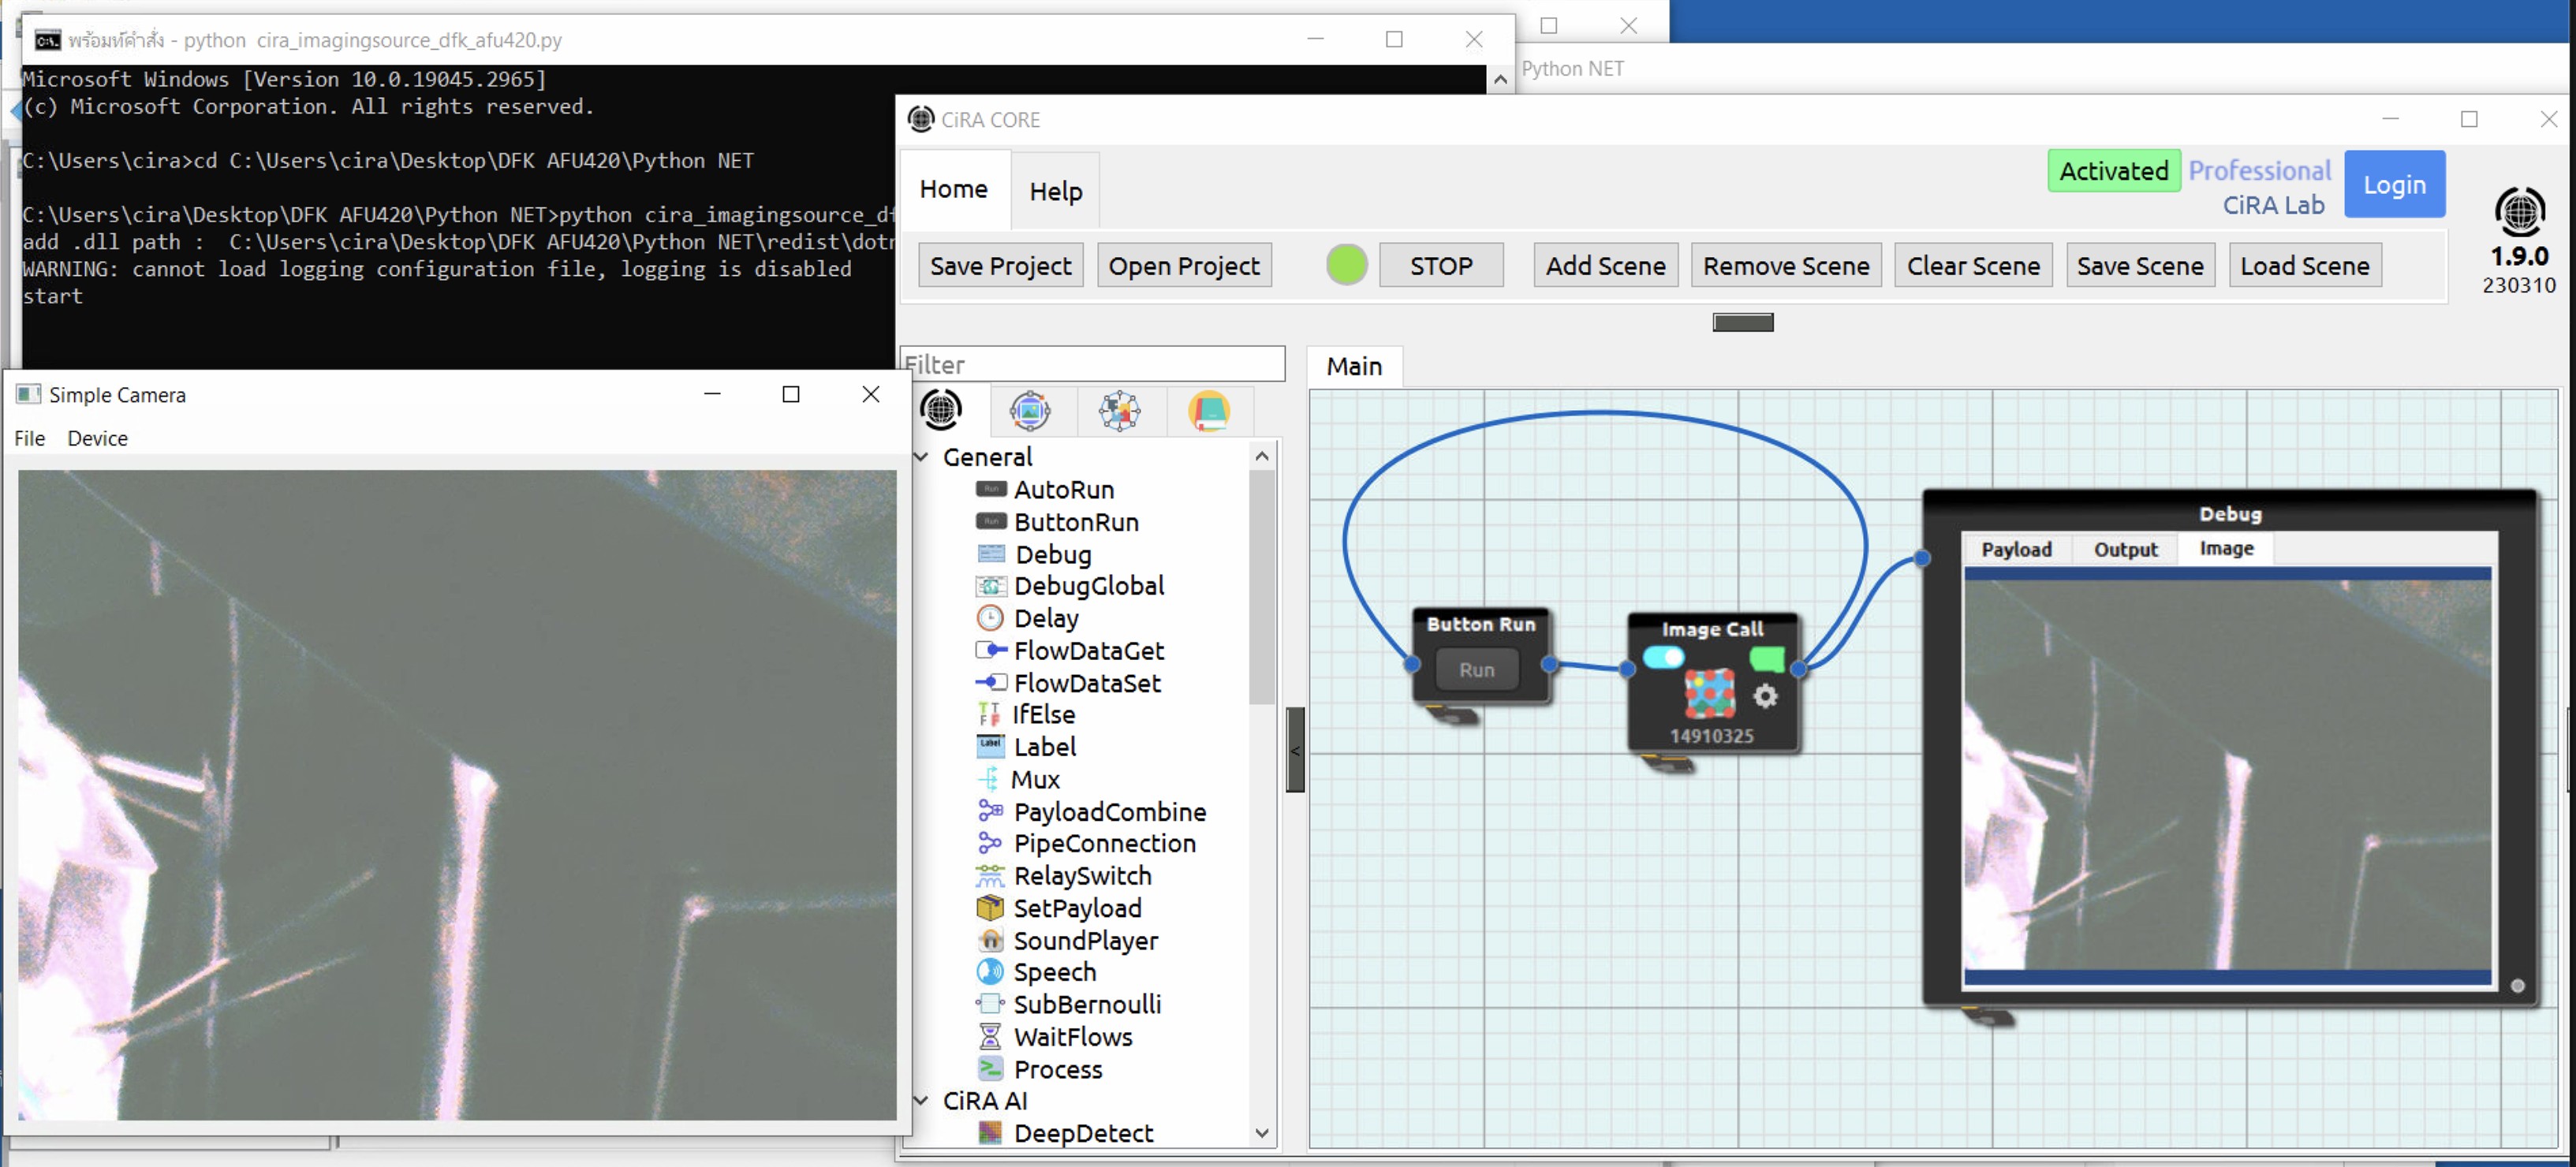 พร้อมท์คำสั่ง - python  cira_imagingsource_dfk_afu420.py
Microsoft Windows [Version 10.0.19045.2965]
(c) Microsoft Corporation. All rights reserved.
C:\Users\cira>cd C:\Users\cira\Desktop\DFK AFU420\Python NET
C:\Users\cira\Desktop\DFK AFU420\Python NET>python cira_imagingsource_df
add .dll path :  C:\Users\cira\Desktop\DFK AFU420\Python NET\redist\dotn
WARNING: cannot load logging configuration file, logging is disabled
start
Python NET
CiRA CORE
Home
Help
Activated
Professional
CiRA Lab
Login
Save Project
Open Project
STOP
Add Scene
Remove Scene
Clear Scene
Save Scene
Load Scene
1.9.0
230310
Simple Camera
File
Device
Filter
General
AutoRun
ButtonRun
Debug
DebugGlobal
Delay
FlowDataGet
FlowDataSet
IfElse
Label
Mux
PayloadCombine
PipeConnection
RelaySwitch
SetPayload
SoundPlayer
Speech
SubBernoulli
WaitFlows
Process
CiRA AI
DeepDetect
<
Main
Button Run
Run
Image Call
14910325
Debug
Payload
Output
Image